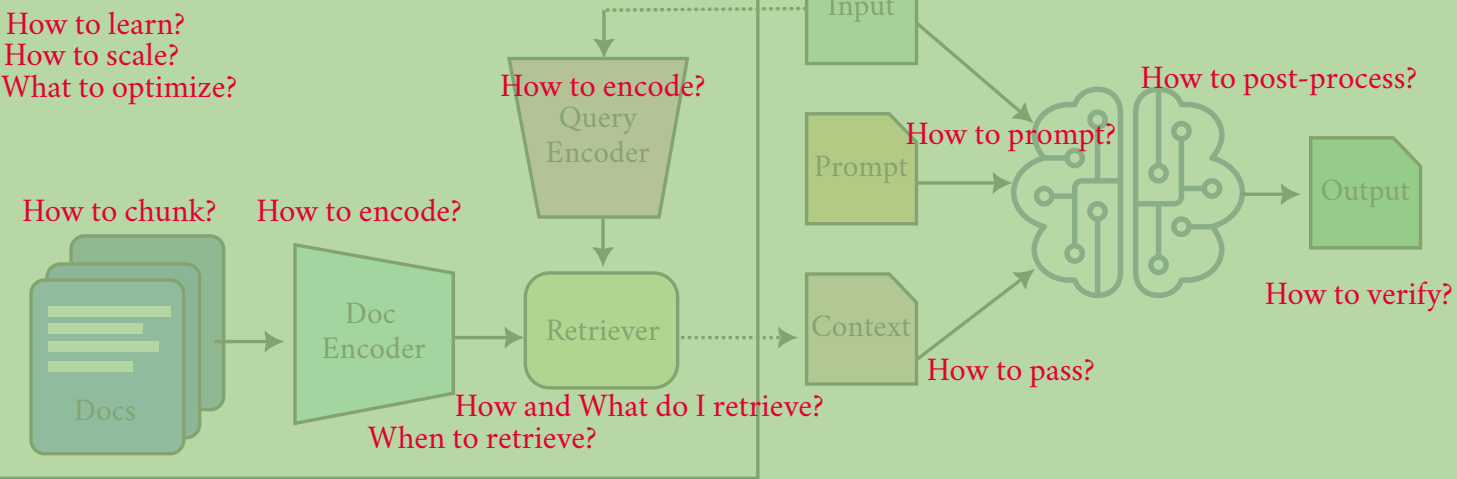 How to learn?
How to scale?
What to optimize?
Input
How to encode?
Query
Encoder
How to post-process?
How to prompt?
Prompt
Output
How to chunk?
How to encode?
Docs
Doc
Encoder
Retriever
Context
How to verify?
How to pass?
How and What do I retrieve?
When to retrieve?